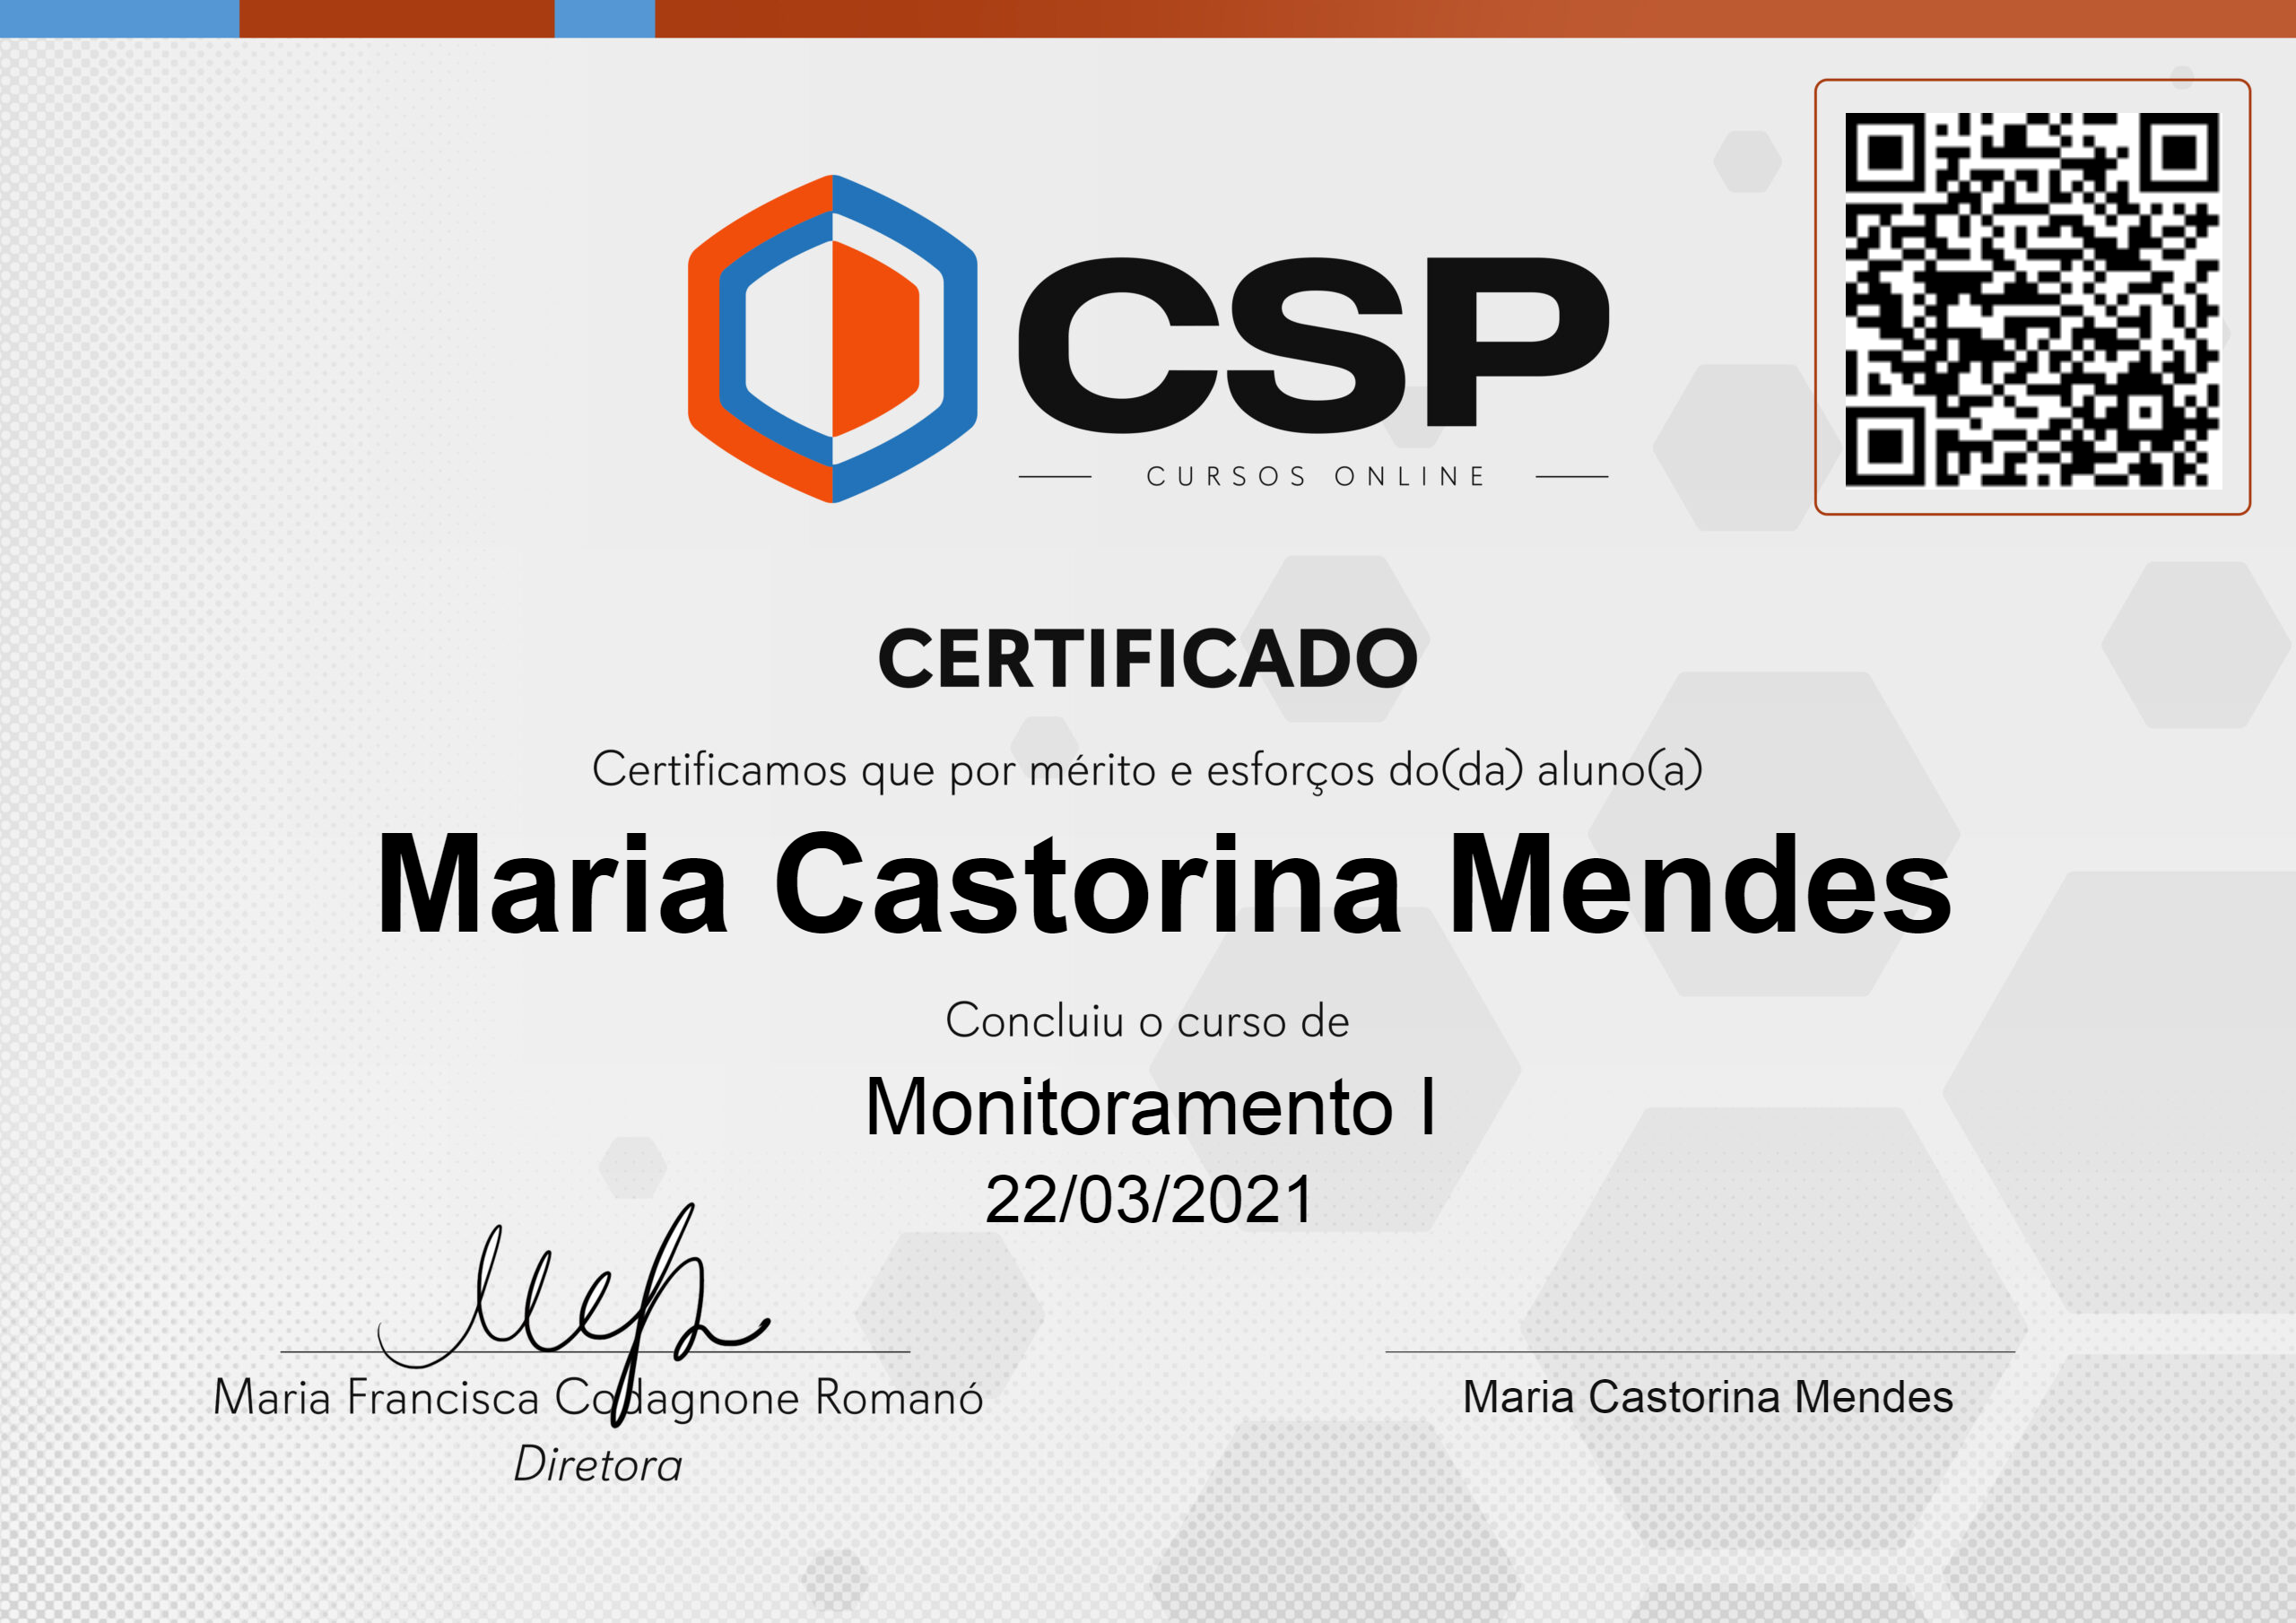 CSP
CURSOS ONLINE
CERTIFICADO
Certificamos que por mérito e esforços do(da) aluno(a)
Maria Castorina Mendes
Concluiu o curso de
Monitoramento I
22/03/2021
Maria Francisca Codagnone Romanó
Diretora
Maria Castorina Mendes